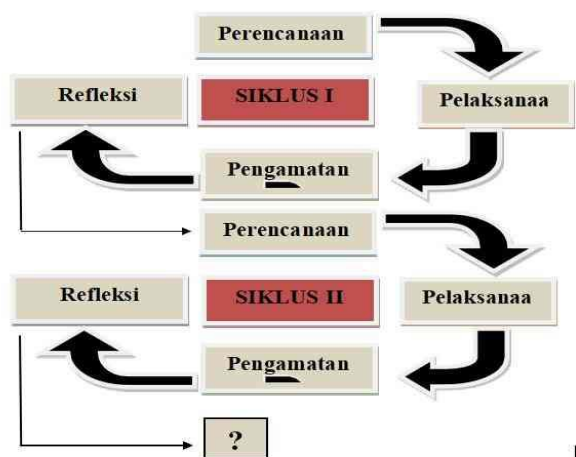 Perencanaan
Refleksi
SIKLUS I
Pelaksanaa
Pengamatan
Perencanaan
Refleksi
SIKLUS II
Pelaksanaa
Pengamatan
?